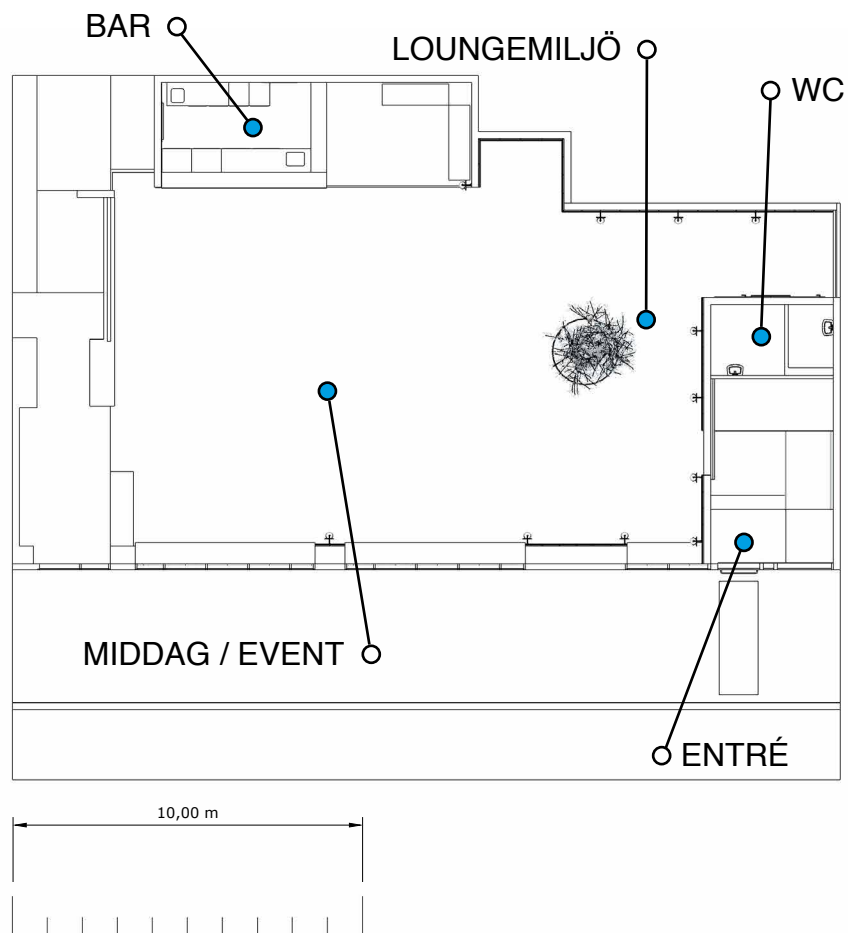 BAR
LOUNGEMILJÖ
WC
MIDDAG / EVENT
ENTRÉ
10,00 m